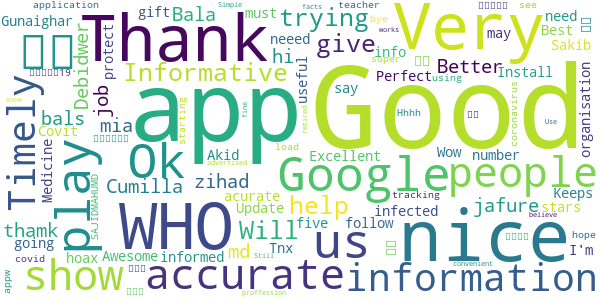 application
Simple
facts
teacher
bye
see
Gunaighar
gift
Bala
must
trying
Very
need
may
Best
Sakib
works
Thank
hi
neeed
give
info
super
Better
Install
Debidwer
protect
job
Informative
useful
Perfect
using
say
app
Good
coronavirus
organisation
Timely
play
bals
Covit
mia
Medicine
starting
Ok
Hhhh
fine
Akid
load
Excellent
Wow
number
Keeps
know
SAJIDWAHUMD
Cumilla
zihad
retired
Google
people
tracking
stars
acurate
advertised
WHO
Update
five
help
jafure
infected
nice
Use
thamk
going
hoax
Awesome
informed
Will
md
Tnx
us
follow
I'm
believe
hope
covid
appw
show
accurate
Still
information
convenient
proffession